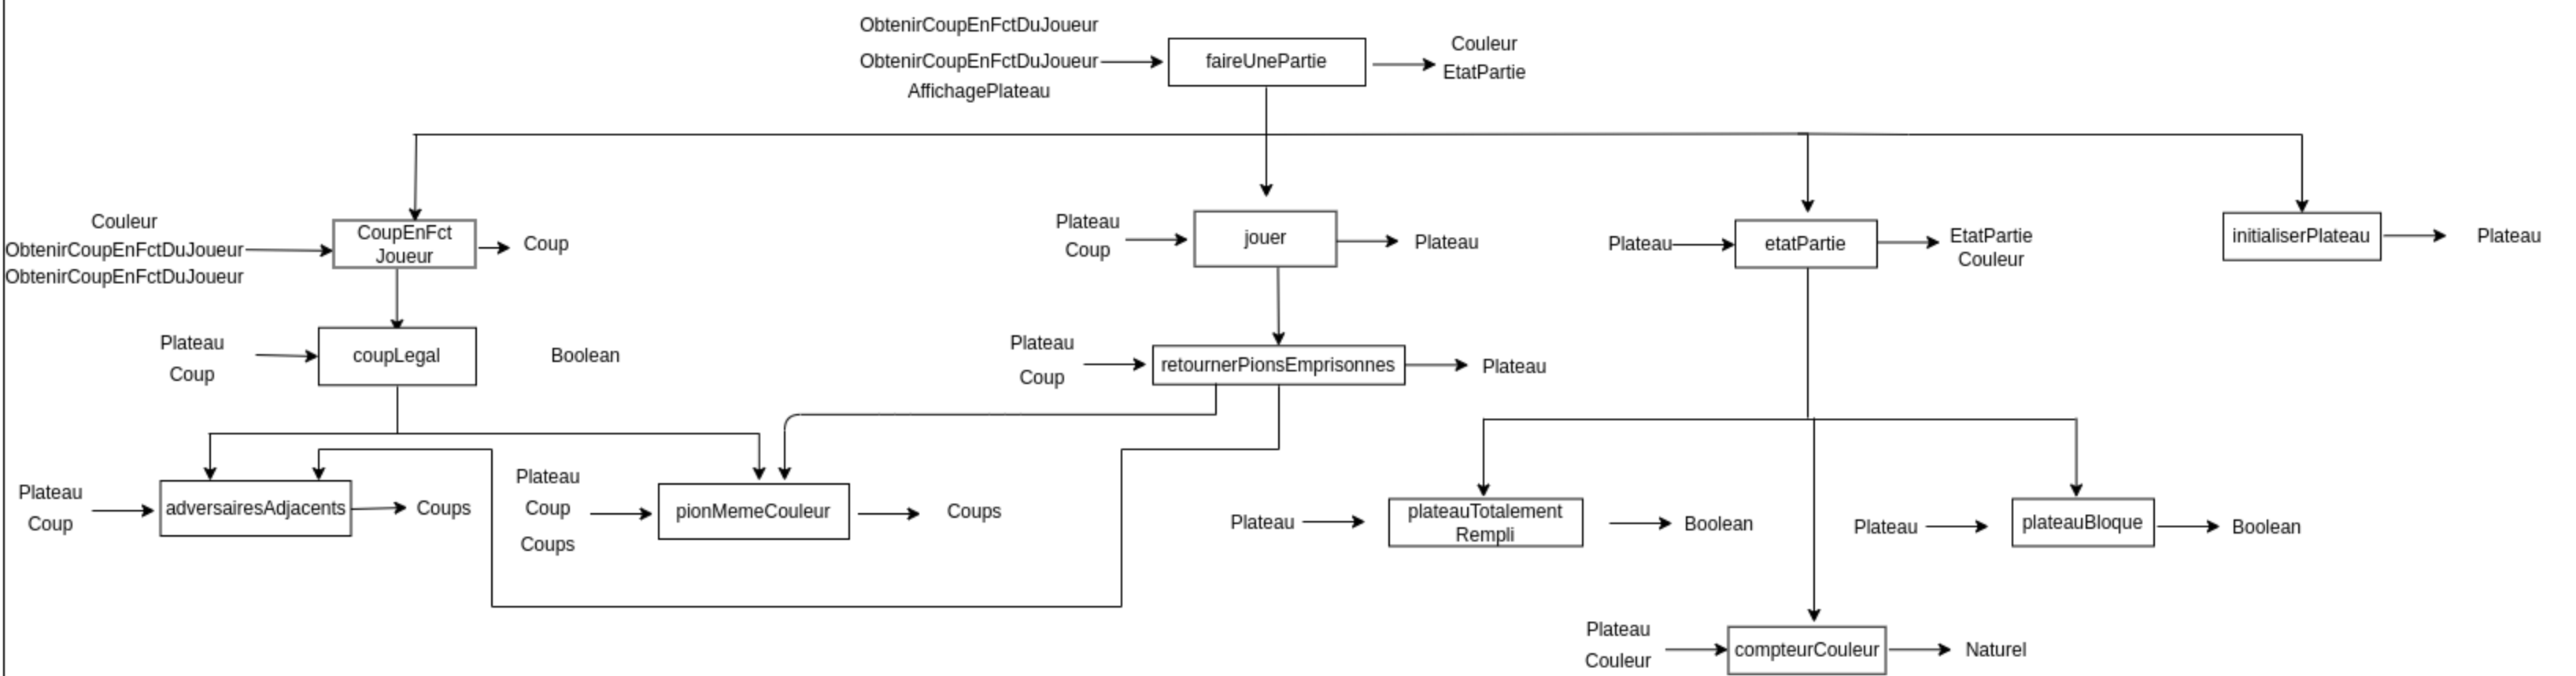 ObtenirCoupEnFctDuJoueur
ObtenirCoupEnFctDuJoueur
AffichagePlateau
faireUnePartie
Couleur
EtatPartie
Couleur
ObtenirCoupEnFctDuJoueur
ObtenirCoupEnFctDuJoueur
CoupEnFct
Joueur
Coup
Plateau
Coup
jouer
Plateau
Plateau
etatPartie
EtatPartie
Couleur
initialiserPlateau
Plateau
Plateau
Coup
coupLegal
Boolean
Plateau
Coup
retournerPionsEmprisonnes
Plateau
Plateau
Coup
adversairesAdjacents
Coups
Plateau
Coup
Coups
pionMemeCouleur
Coups
Plateau
plateauTotalement
Rempli
Boolean
Plateau
plateauBloque
Boolean
Plateau
Couleur
compteurCouleur
Naturel